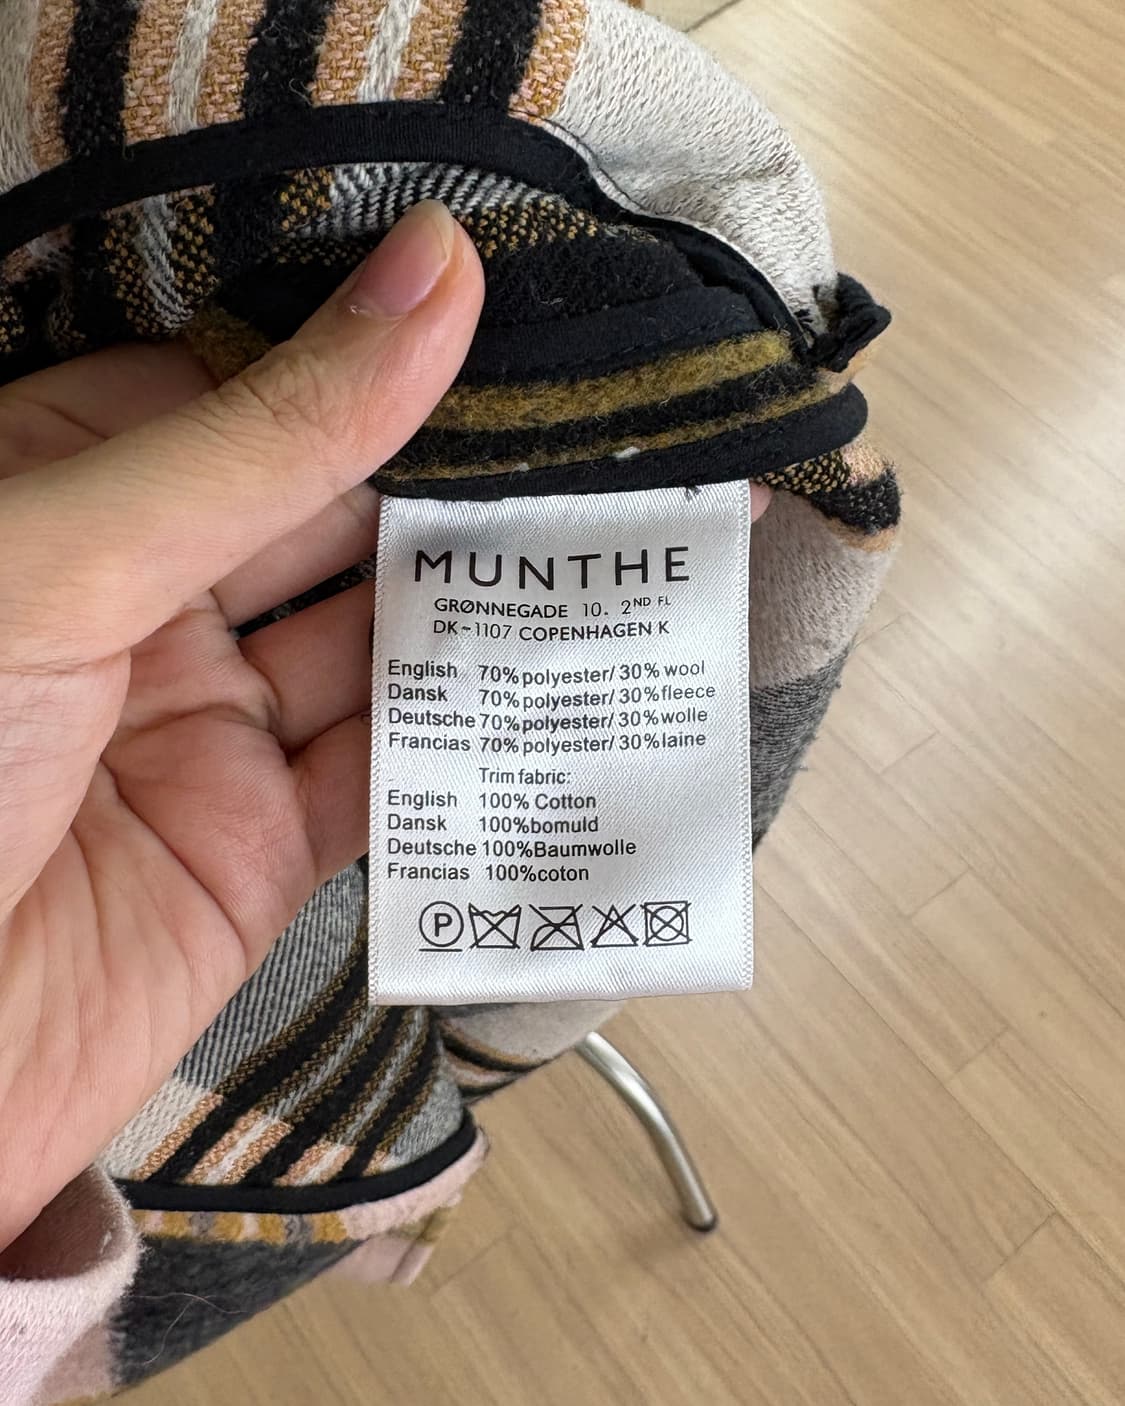 MUNTHE
GRØNNEGADE 10. 2ND FL
DK-1107 COPENHAGEN K
English 70% polyester/ 30% wool
Dansk 70% polyester/ 30% fleece
Deutsche 70% polyester/ 30% wolle
Francias 70% polyester/ 30% laine
Trim fabric:
English 100% Cotton
Dansk 100%bomuld
Deutsche 100%Baumwolle
Francias 100%coton
P